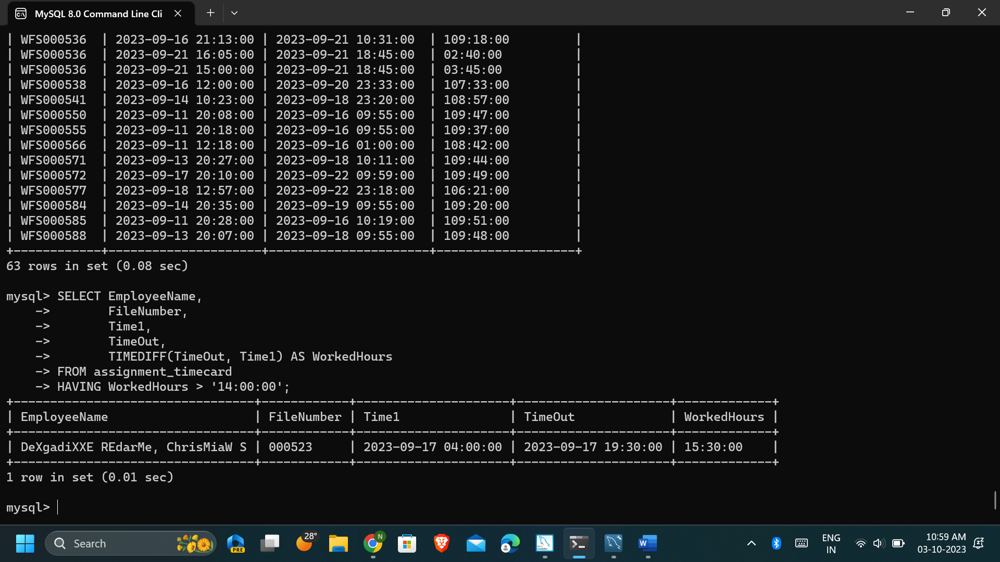 MySQL 8.0 Command Line Cli
| WFS000536 | 2023-09-16 21:13:00 | 2023-09-21 10:31:00 | 109:18:00 |
| WFS000536 | 2023-09-21 16:05:00 | 2023-09-21 18:45:00 | 02:40:00 |
| WFS000536 | 2023-09-21 15:00:00 | 2023-09-21 18:45:00 | 03:45:00 |
| WFS000538 | 2023-09-16 12:00:00 | 2023-09-20 23:33:00 | 107:33:00 |
| WFS000541 | 2023-09-14 10:23:00 | 2023-09-18 23:20:00 | 108:57:00 |
| WFS000550 | 2023-09-11 20:08:00 | 2023-09-16 09:55:00 | 109:47:00 |
| WFS000555 | 2023-09-11 20:18:00 | 2023-09-16 09:55:00 | 109:37:00 |
| WFS000566 | 2023-09-11 12:18:00 | 2023-09-16 01:00:00 | 108:42:00 |
| WFS000571 | 2023-09-13 20:27:00 | 2023-09-18 10:11:00 | 109:44:00 |
| WFS000572 | 2023-09-17 20:10:00 | 2023-09-22 09:59:00 | 109:49:00 |
| WFS000577 | 2023-09-18 12:57:00 | 2023-09-22 23:18:00 | 106:21:00 |
| WFS000584 | 2023-09-14 20:35:00 | 2023-09-19 09:55:00 | 109:20:00 |
| WFS000585 | 2023-09-11 20:28:00 | 2023-09-16 10:19:00 | 109:51:00 |
| WFS000588 | 2023-09-13 20:07:00 | 2023-09-18 09:55:00 | 109:48:00 |
63 rows in set (0.08 sec)
mysql> SELECT EmployeeName,
-> FileNumber,
-> Time1,
-> TimeOut,
-> TIMEDIFF(TimeOut, Time1) AS WorkedHours
-> FROM assignment_timecard
-> HAVING WorkedHours > '14:00:00';
| EmployeeName | FileNumber | Time1 | TimeOut | WorkedHours |
| DeXgadiXXE REdarMe, ChrisMiaW S | 000523 | 2023-09-17 04:00:00 | 2023-09-17 19:30:00 | 15:30:00 |
1 row in set (0.01 sec)
mysql>
Search
PRE
28°
N
W
ENG
IN
10:59 AM
03-10-2023